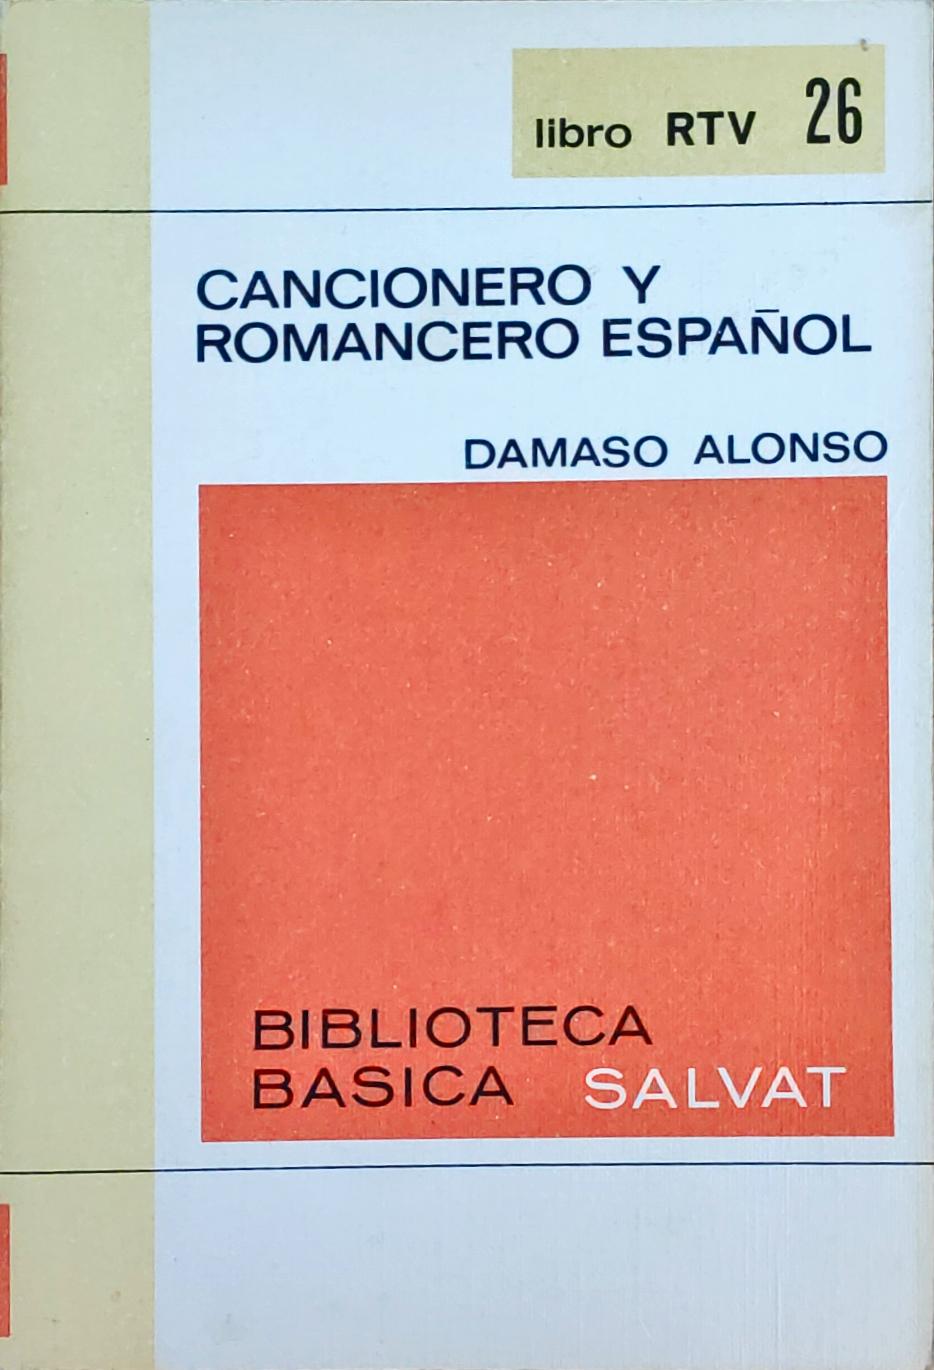 libro RTV 26
CANCIONERO Y
ROMANCERO ESPAÑOL
DAMASO ALONSO
BIBLIOTECA
BASICA SALVAT